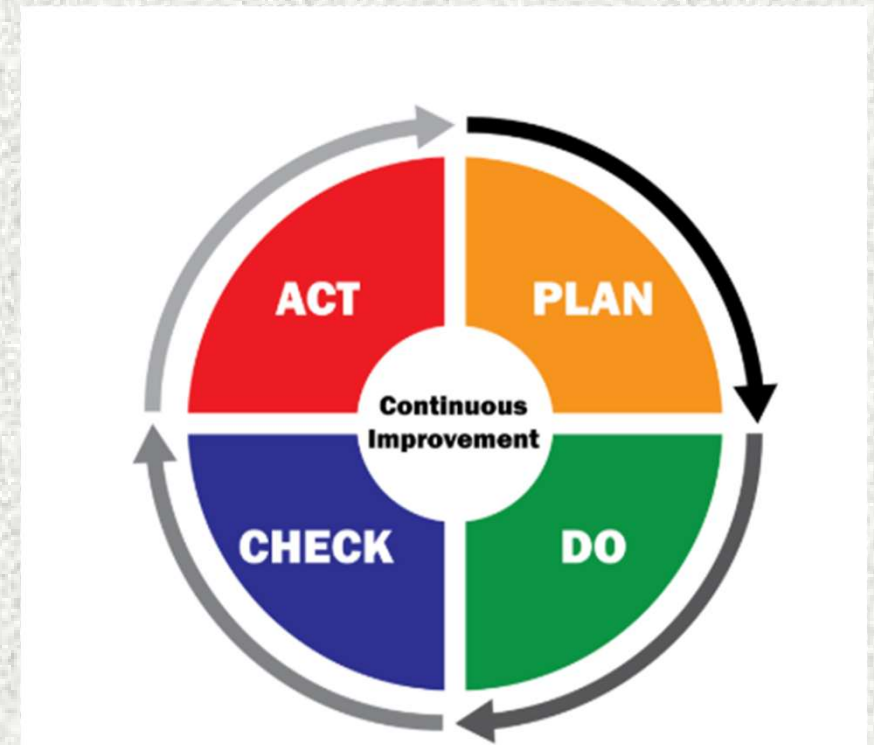 ACT
PLAN
Continuous
Improvement
CHECK
DO